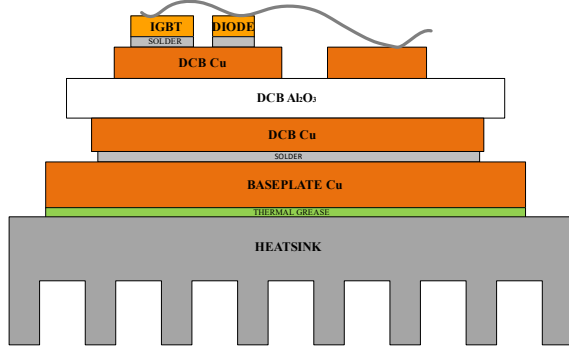 IGBT DIODE
SOLDER
DCB Cu
DCB Al₂O₃
DCB Cu
SOLDER
BASEPLATE Cu
THERMAL GREASE
HEATSINK